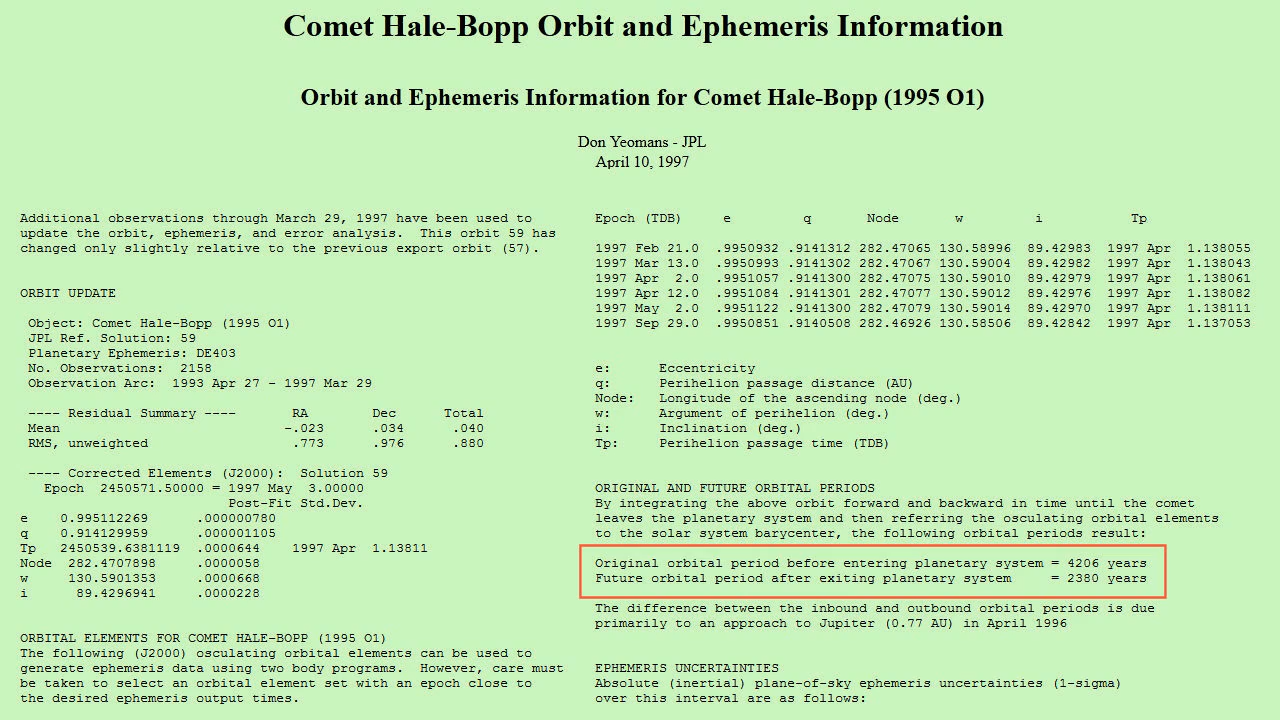 Comet Hale-Bopp Orbit and Ephemeris Information
Orbit and Ephemeris Information for Comet Hale-Bopp (1995 O1)
Don Yeomans - JPL
April 10, 1997
Additional observations through March 29, 1997 have been used to
update the orbit, ephemeris, and error analysis.  This orbit 59 has
changed only slightly relative to the previous export orbit (57).
ORBIT UPDATE
Object: Comet Hale-Bopp (1995 O1)
JPL Ref. Solution: 59
Planetary Ephemeris: DE403
No. Observations:  2158
Observation Arc:  1993 Apr 27 - 1997 Mar 29
---- Residual Summary ----       RA        Dec      Total
Mean                            -.023      .034      .040
RMS, unweighted                  .773      .976      .880
---- Corrected Elements (J2000):  Solution 59
Epoch  2450571.50000 = 1997 May  3.00000
Post-Fit Std.Dev.
e    0.995112269      .000000780
q    0.914129959      .000001105
Tp   2450539.6381119  .0000644    1997 Apr  1.13811
Node  282.4707898     .0000058
w     130.5901353     .0000668
i      89.4296941     .0000228
ORBITAL ELEMENTS FOR COMET HALE-BOPP (1995 O1)
The following (J2000) osculating orbital elements can be used to
generate ephemeris data using two body programs.  However, care must
be taken to select an orbital element set with an epoch close to
the desired ephemeris output times.
Epoch (TDB)     e         q       Node       w         i           Tp
1997 Feb 21.0  .9950932 .9141312 282.47065 130.58996  89.42983  1997 Apr  1.138055
1997 Mar 13.0  .9950993 .9141302 282.47067 130.59004  89.42982  1997 Apr  1.138043
1997 Apr  2.0  .9951057 .9141300 282.47075 130.59010  89.42979  1997 Apr  1.138061
1997 Apr 12.0  .9951084 .9141301 282.47077 130.59012  89.42976  1997 Apr  1.138082
1997 May  2.0  .9951122 .9141300 282.47079 130.59014  89.42970  1997 Apr  1.138111
1997 Sep 29.0  .9950851 .9140508 282.46926 130.58506  89.42842  1997 Apr  1.137053
e:      Eccentricity
q:      Perihelion passage distance (AU)
Node:   Longitude of the ascending node (deg.)
w:      Argument of perihelion (deg.)
i:      Inclination (deg.)
Tp:     Perihelion passage time (TDB)
ORIGINAL AND FUTURE ORBITAL PERIODS
By integrating the above orbit forward and backward in time until the comet
leaves the planetary system and then referring the osculating orbital elements
to the solar system barycenter, the following orbital periods result:
Original orbital period before entering planetary system = 4206 years
Future orbital period after exiting planetary system     = 2380 years
The difference between the inbound and outbound orbital periods is due
primarily to an approach to Jupiter (0.77 AU) in April 1996
EPHEMERIS UNCERTAINTIES
Absolute (inertial) plane-of-sky ephemeris uncertainties (1-sigma)
over this interval are as follows: